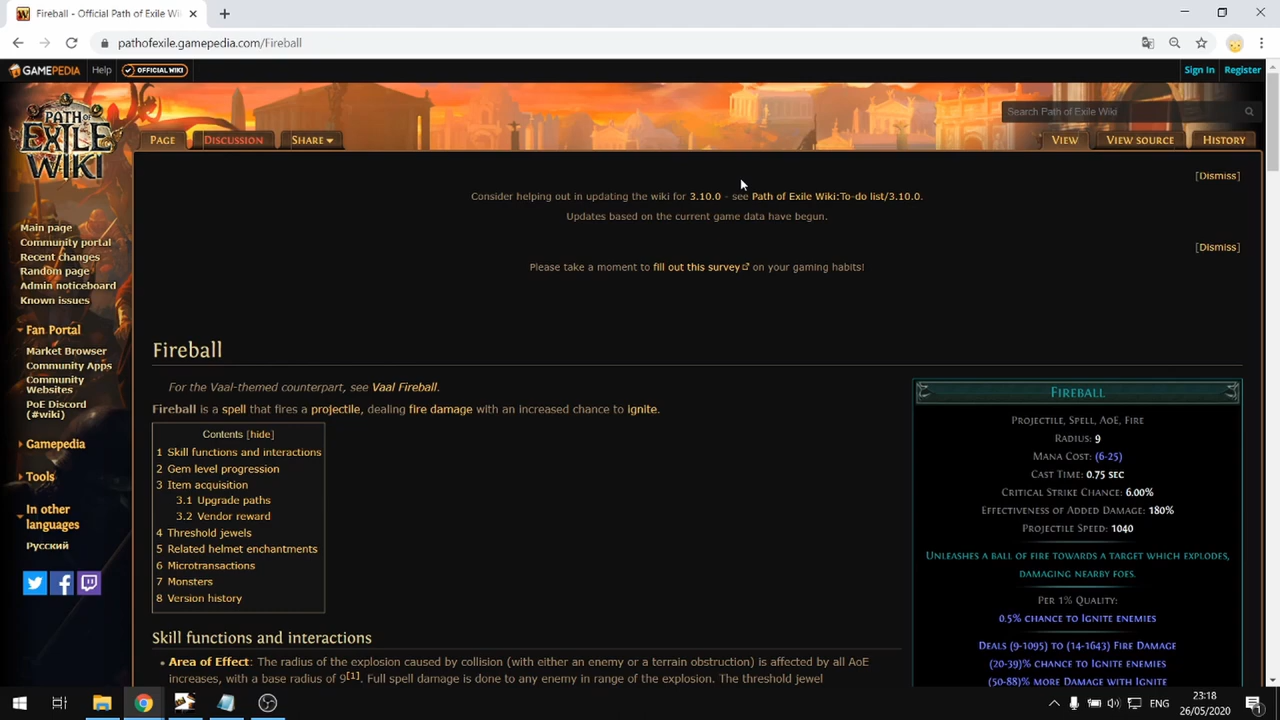 Fireball - Official Path of Exile Wi
pathofexile.gamepedia.com/Fireball
GAMEPEDIA
Help
OFFICIAL WIKI
Sign In
Register
PATH OF EXILE WIKI
Search Path of Exile Wiki
PAGE
DISCUSSION
SHARE
VIEW
VIEW SOURCE
HISTORY
[Dismiss]
Consider helping out in updating the wiki for 3.10.0 - see Path of Exile Wiki:To-do list/3.10.0.
Updates based on the current game data have begun.
[Dismiss]
Please take a moment to fill out this survey on your gaming habits!
Main page
Community portal
Recent changes
Random page
Admin noticeboard
Known issues
Fan Portal
Market Browser
Community Apps
Community
Websites
PoE Discord
(#wiki)
Gamepedia
Tools
In other
languages
Русский
Fireball
For the Vaal-themed counterpart, see Vaal Fireball.
Fireball is a spell that fires a projectile, dealing fire damage with an increased chance to ignite.
Contents [hide]
1 Skill functions and interactions
2 Gem level progression
3 Item acquisition
3.1 Upgrade paths
3.2 Vendor reward
4 Threshold jewels
5 Related helmet enchantments
6 Microtransactions
7 Monsters
8 Version history
Skill functions and interactions
Area of Effect: The radius of the explosion caused by collision (with either an enemy or a terrain obstruction) is affected by all AoE
increases, with a base radius of 9[1]. Full spell damage is done to any enemy in range of the explosion. The threshold jewel
FIREBALL
PROJECTILE, SPELL, AOE, FIRE
RADIUS: 9
MANA COST: (6-25)
CAST TIME: 0.75 SEC
CRITICAL STRIKE CHANCE: 6.00%
EFFECTIVENESS OF ADDED DAMAGE: 180%
PROJECTILE SPEED: 1040
UNLEASHES A BALL OF FIRE TOWARDS A TARGET WHICH EXPLODES,
DAMAGING NEARBY FOES.
PER 1% QUALITY:
0.5% CHANCE TO IGNITE ENEMIES
DEALS (9-1095) TO (14-1643) FIRE DAMAGE
(20-39)% CHANCE TO IGNITE ENEMIES
(50-88)% MORE DAMAGE WITH IGNITE
ENG
23:18
26/05/2020
1